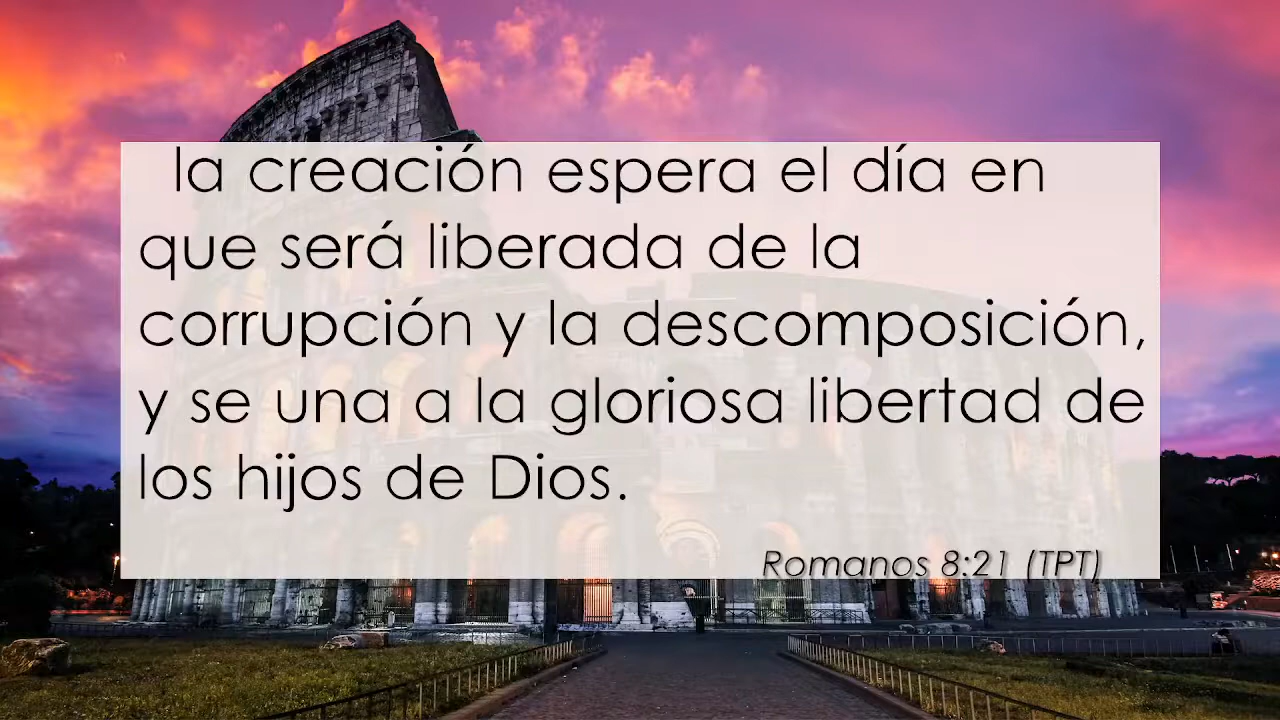 la creación espera el día en
que será liberada de la
corrupción y la descomposición,
y se una a la gloriosa libertad de
los hijos de Dios.
Romanos 8:21 (TPT)